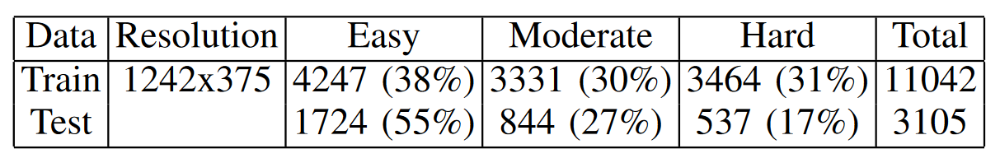 Data Resolution Easy Moderate Hard Total
Train 1242x375 4247 (38%) 3331 (30%) 3464 (31%) 11042
Test 1724 (55%) 844 (27%) 537 (17%) 3105